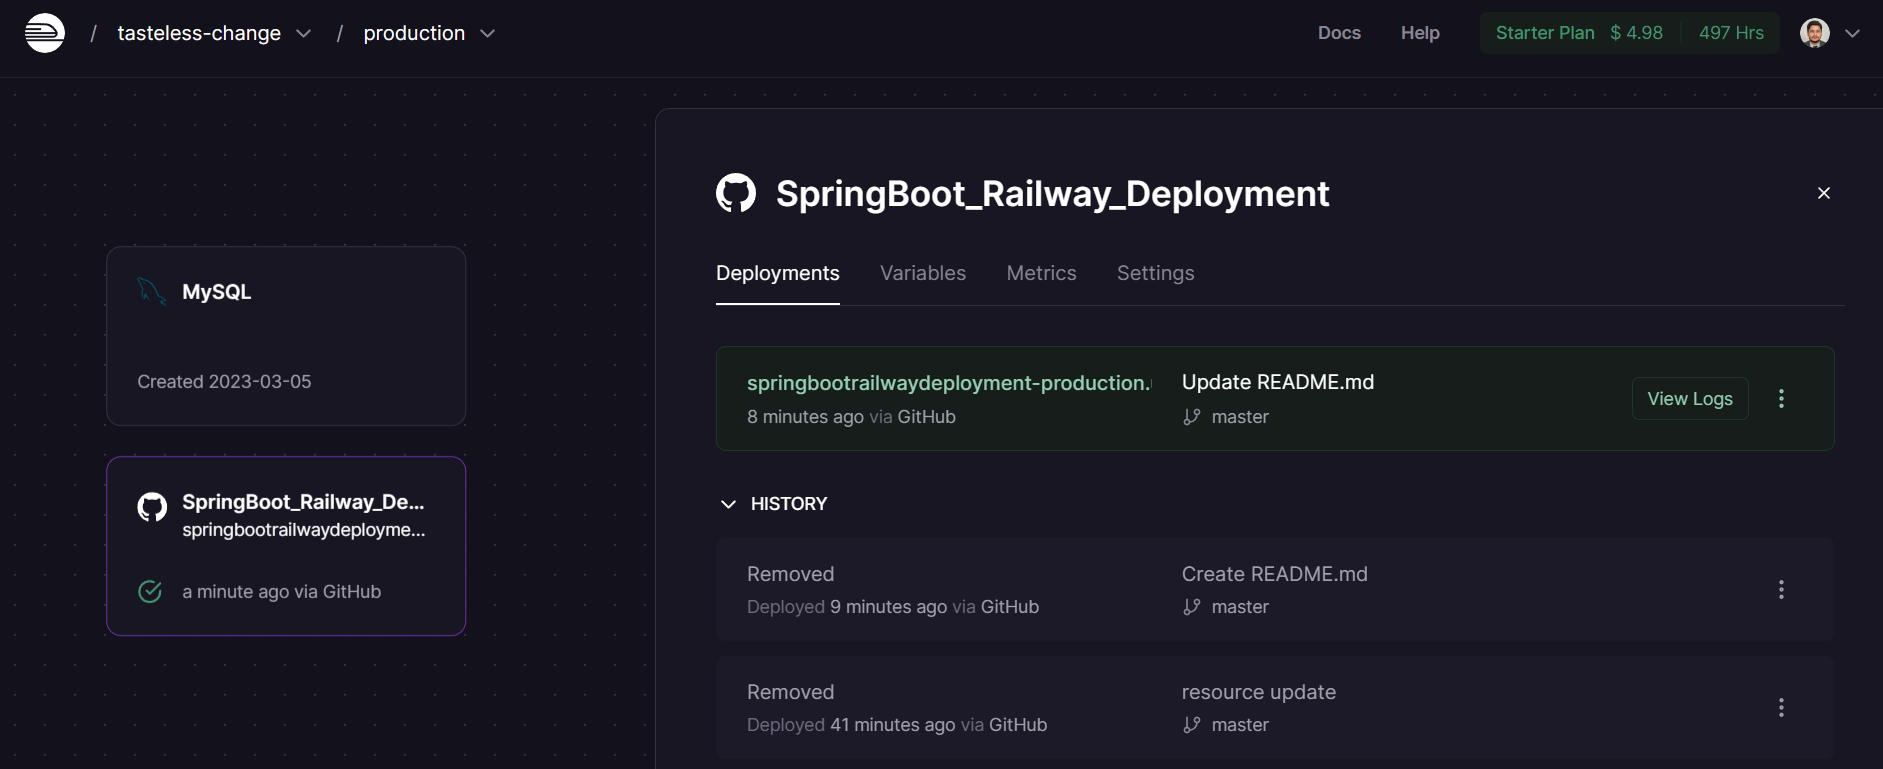 / tasteless-change / production
Docs Help Starter Plan $ 4.98 497 Hrs
MySQL
Created 2023-03-05
SpringBoot_Railway_De...
springbootrailwaydeployme...
a minute ago via GitHub
SpringBoot_Railway_Deployment
Deployments Variables Metrics Settings
springbootrailwaydeployment-production. Update README.md
8 minutes ago via GitHub master
View Logs
HISTORY
Removed Create README.md
Deployed 9 minutes ago via GitHub master
Removed resource update
Deployed 41 minutes ago via GitHub master